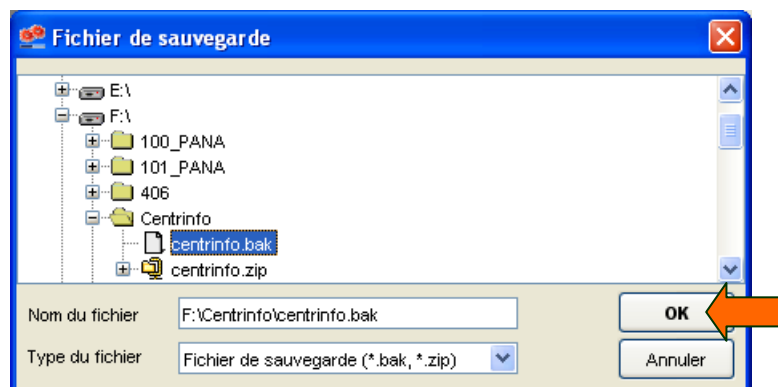 Fichier de sauvegarde
E:\
F:\
100_PANA
101_PANA
406
Centrinfo
centrinfo.bak
centrinfo.zip
Nom du fichier F:\Centrinfo\centrinfo.bak OK
Type du fichier Fichier de sauvegarde (*.bak, *.zip) Annuler